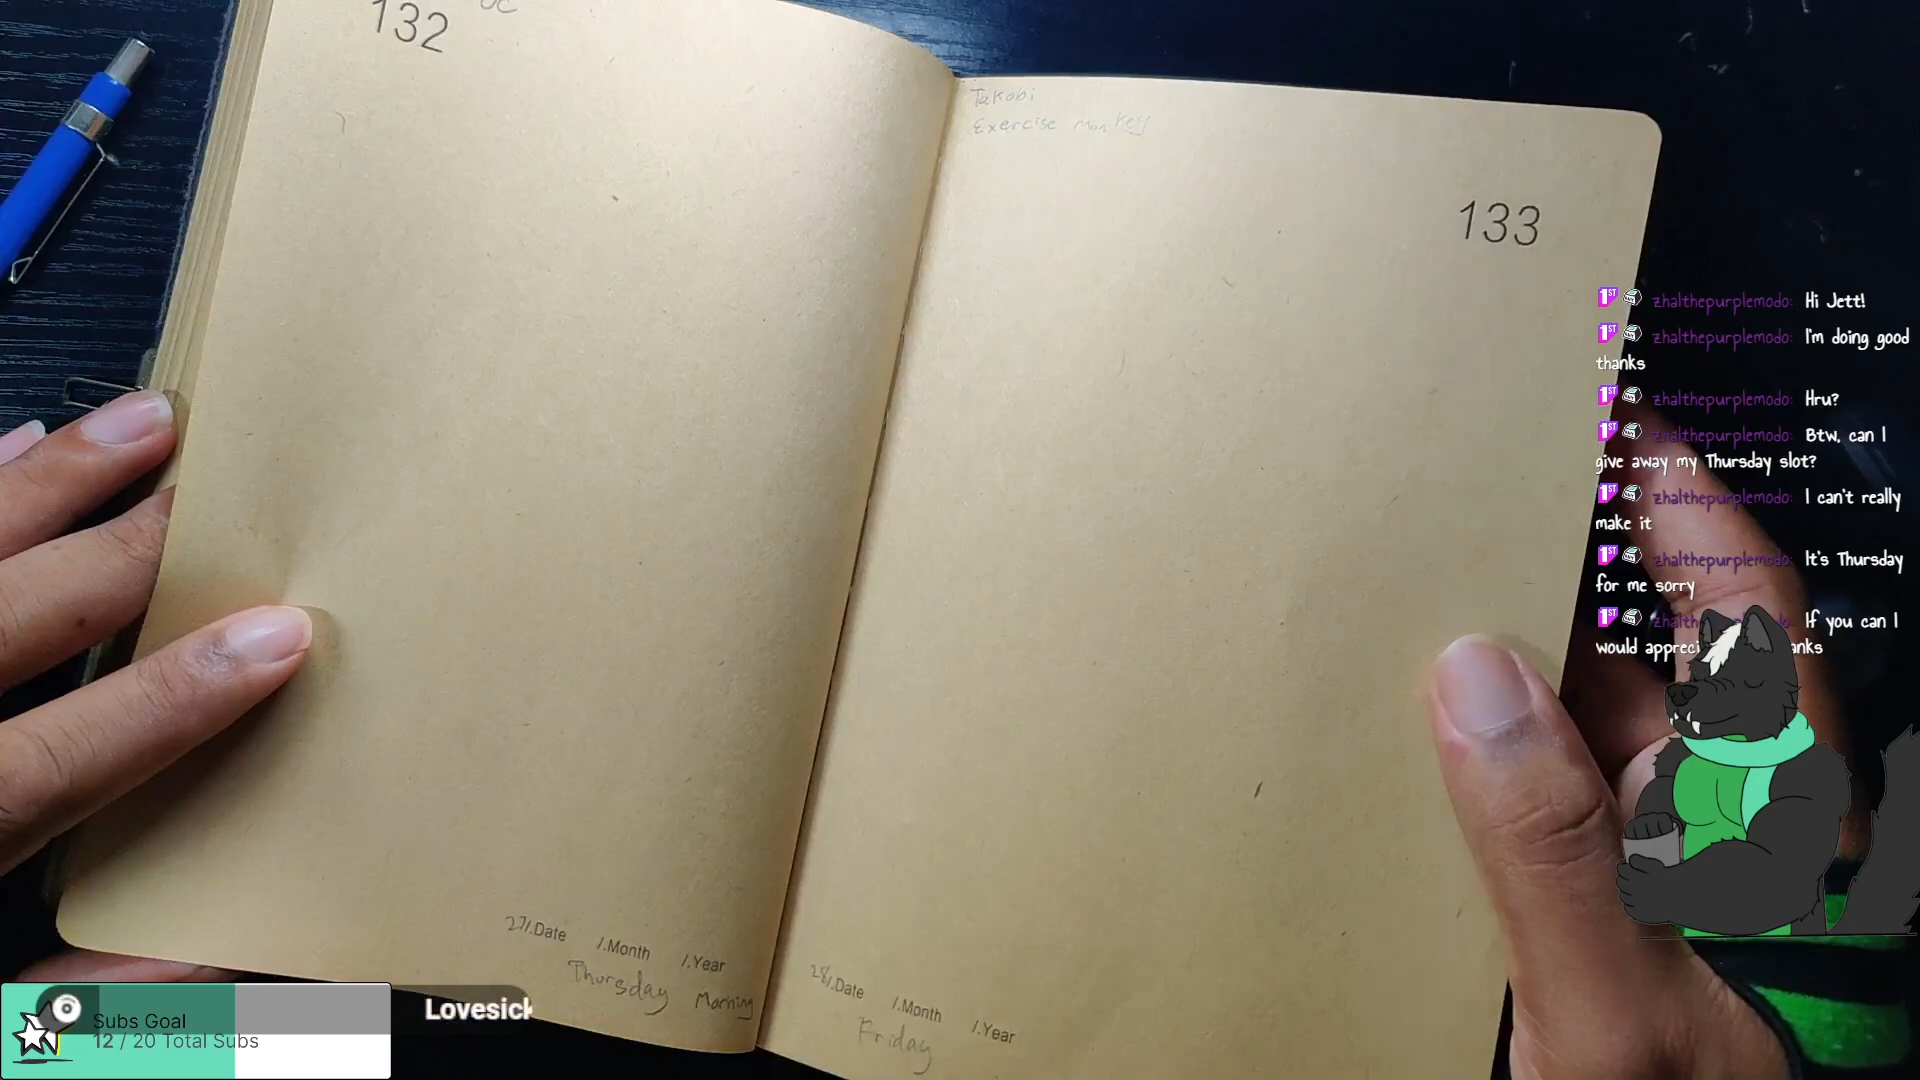 132
OC
Takobi
Exercise monkey
133
27/.Date /.Month /.Year
Thursday Morning
28/.Date /.Month /.Year
Friday
zhalthepurplemodo: Hi Jett!
zhalthepurplemodo: I'm doing good
thanks
zhalthepurplemodo: Hru?
zhalthepurplemodo: Btw, can I
give away my Thursday slot?
zhalthepurplemodo: I can't really
make it
zhalthepurplemodo: It's Thursday
for me sorry
If you can I
would
Subs Goal
12 / 20 Total Subs
Lovesick